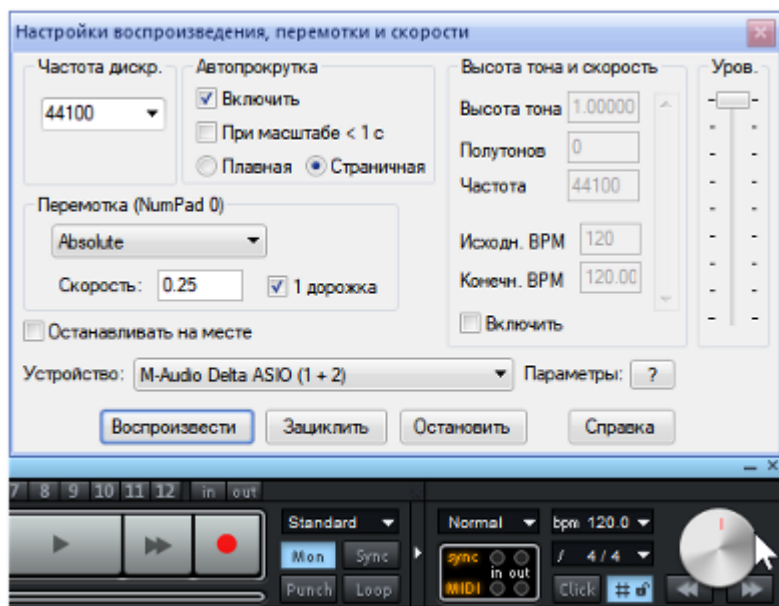 Настройки воспроизведения, перемотки и скорости
Частота дискр.
44100
Автопрокрутка
Включить
При масштабе < 1 с
Плавная Страничная
Высота тона и скорость
Высота тона 1.00000
Полутонов 0
Частота 44100
Исходн. BPM 120
Конечн. BPM 120.00
Включить
Уров.
Перемотка (NumPad 0)
Absolute
Скорость: 0.25 1 дорожка
Останавливать на месте
Устройство: M-Audio Delta ASIO (1 + 2) Параметры: ?
Воспроизвести Зациклить Остановить Справка
7 8 9 10 11 12 in out
Standard Normal bpm 120.0
Mon Sync sync in out / 4 / 4
Punch Loop MIDI Click #